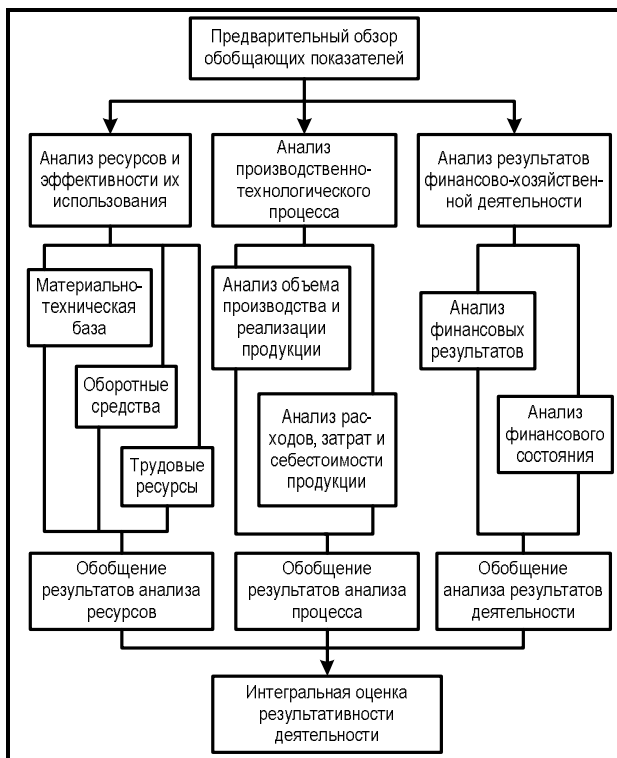 Предварительный обзор
обобщающих показателей
Анализ ресурсов и
эффективности их
использования
Анализ
производственно-
технологического
процесса
Анализ результатов
финансово-хозяйствен-
ной деятельности
Материально-
техническая
база
Оборотные
средства
Трудовые
ресурсы
Анализ объема
производства и
реализации
продукции
Анализ рас-
ходов, затрат и
себестоимости
продукции
Анализ
финансовых
результатов
Анализ
финансового
состояния
Обобщение
результатов анализа
ресурсов
Обобщение
результатов анализа
процесса
Обобщение
анализа результатов
деятельности
Интегральная оценка
результативности
деятельности